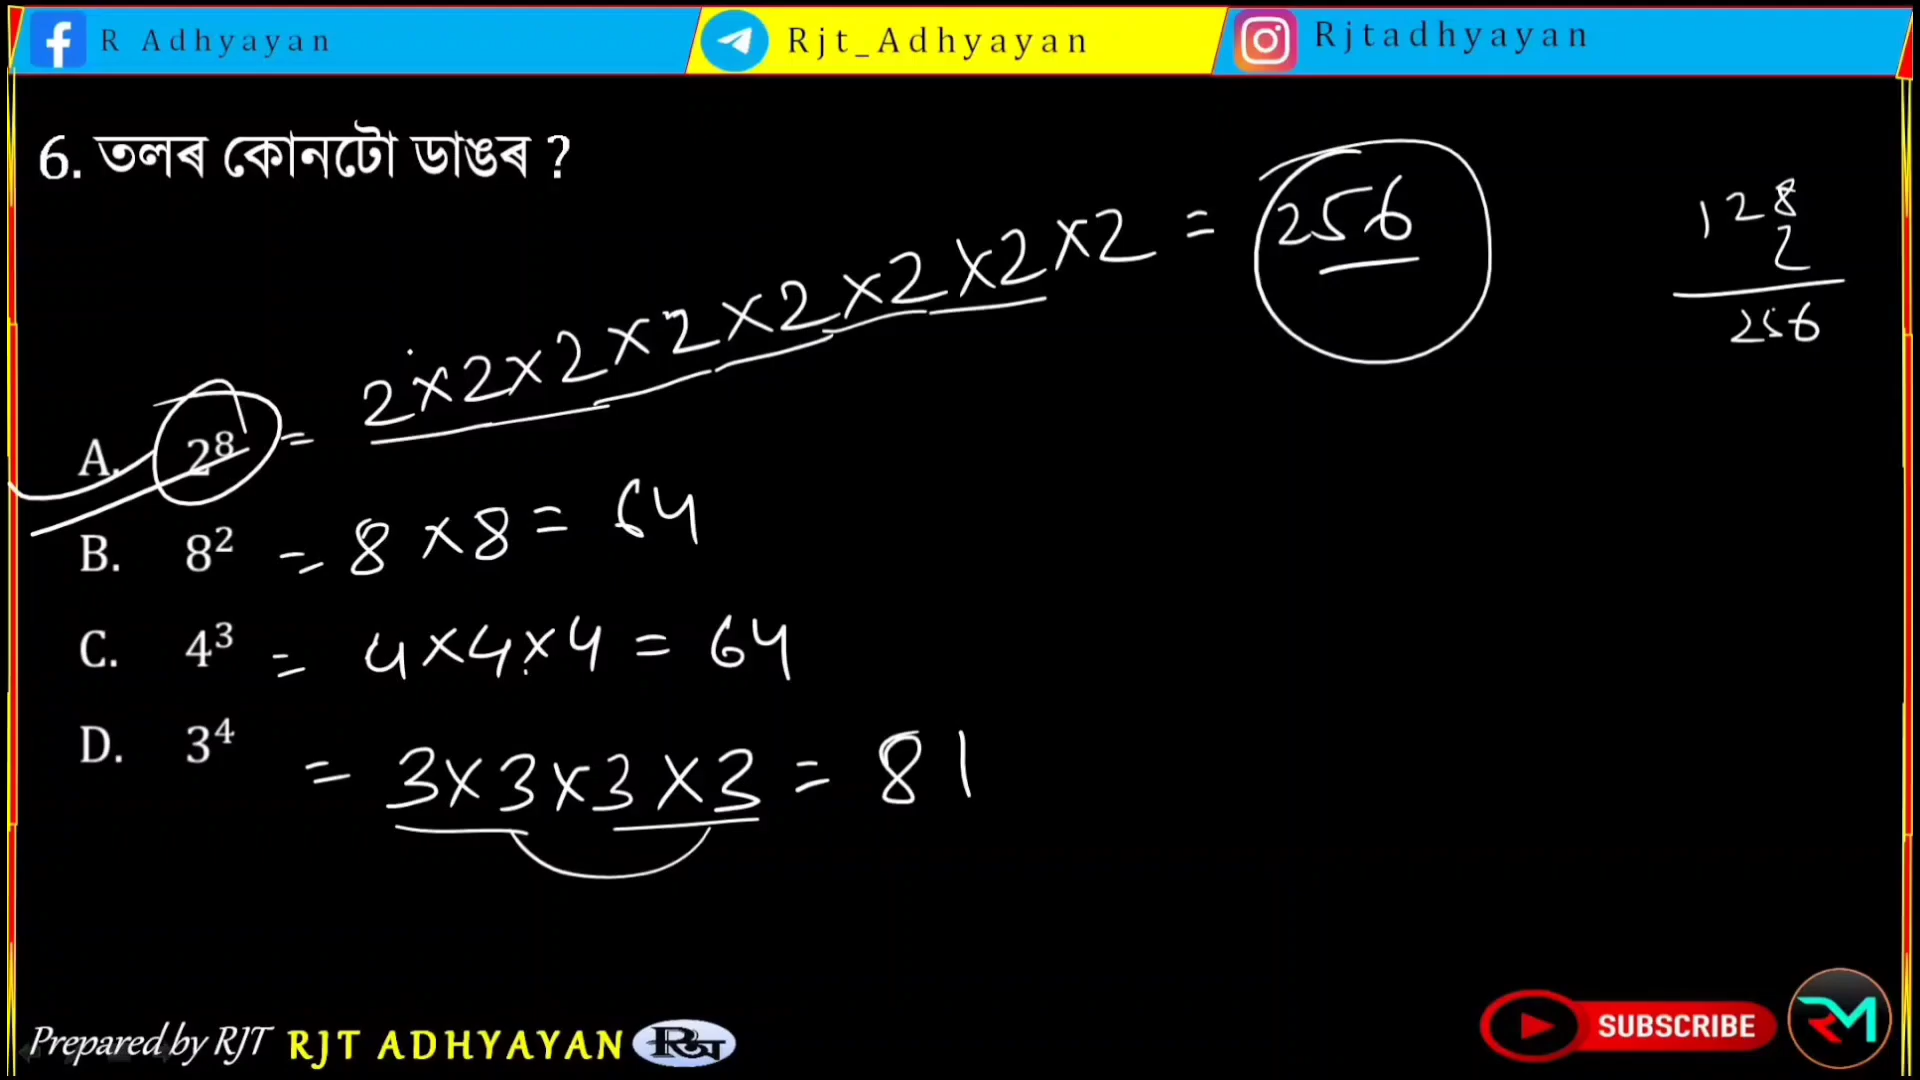 R Adhyayan
Rjt_Adhyayan
Rjtadhyayan
6. তলৰ কোনটো ডাঙৰ ?
A. 2⁸ = 2×2×2×2×2×2×2×2 = 256
128
2
256
B. 8² = 8×8 = 64
C. 4³ = 4×4×4 = 64
D. 3⁴ = 3×3×3×3 = 81
Prepared by RJT RJT ADHYAYAN
SUBSCRIBE
RM